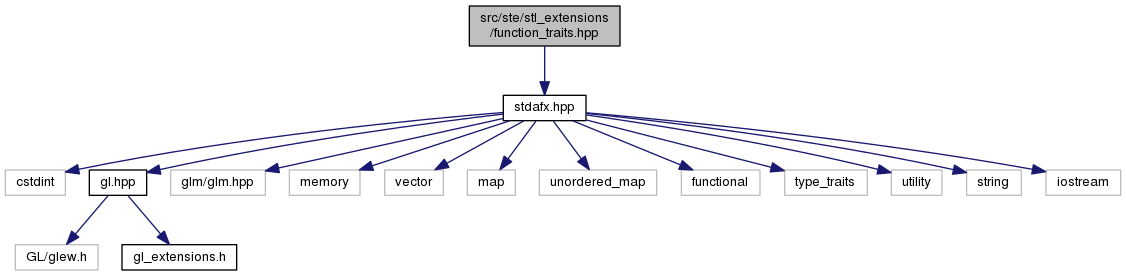 src/ste/stl_extensions
/function_traits.hpp
stdafx.hpp
cstdint
gl.hpp
glm/glm.hpp
memory
vector
map
unordered_map
functional
type_traits
utility
string
iostream
GL/glew.h
gl_extensions.h